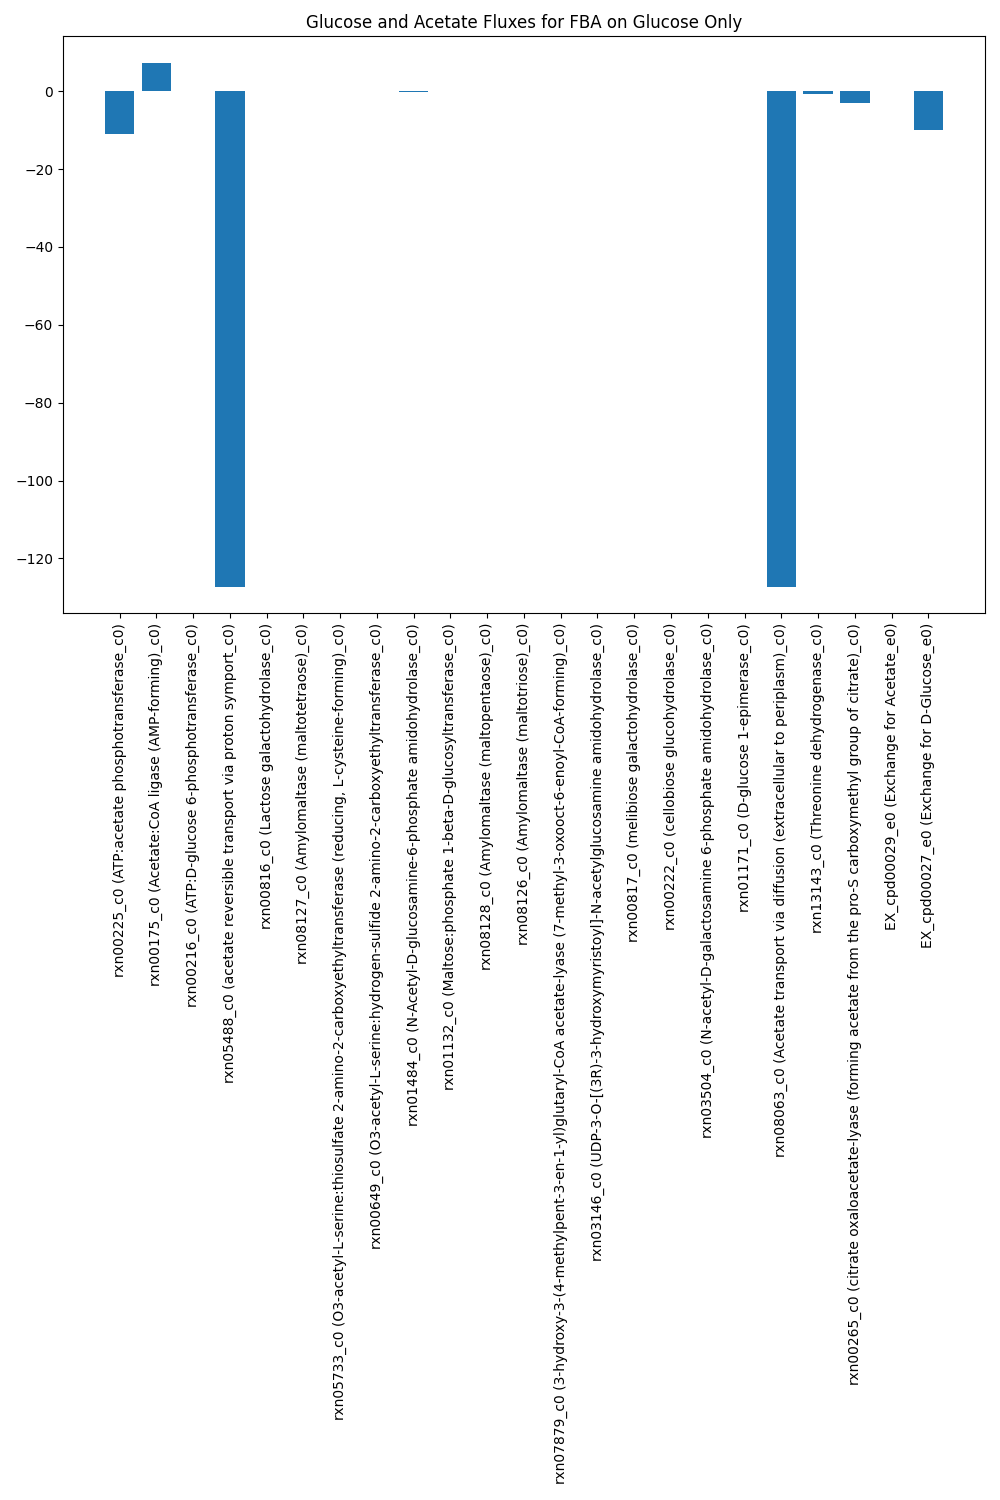 Glucose and Acetate Fluxes for FBA on Glucose Only
0
−20
−40
−60
−80
−100
−120
rxn00225_c0 (ATP:acetate phosphotransferase_c0)
rxn00175_c0 (Acetate:CoA ligase (AMP-forming)_c0)
rxn00216_c0 (ATP:D-glucose 6-phosphotransferase_c0)
rxn05488_c0 (acetate reversible transport via proton symport_c0)
rxn00816_c0 (Lactose galactohydrolase_c0)
rxn08127_c0 (Amylomaltase (maltotetraose)_c0)
rxn05733_c0 (O3-acetyl-L-serine:thiosulfate 2-amino-2-carboxyethyltransferase (reducing, L-cysteine-forming)_c0)
rxn00649_c0 (O3-acetyl-L-serine:hydrogen-sulfide 2-amino-2-carboxyethyltransferase_c0)
rxn01484_c0 (N-Acetyl-D-glucosamine-6-phosphate amidohydrolase_c0)
rxn01132_c0 (Maltose:phosphate 1-beta-D-glucosyltransferase_c0)
rxn08128_c0 (Amylomaltase (maltopentaose)_c0)
rxn08126_c0 (Amylomaltase (maltotriose)_c0)
rxn07879_c0 (3-hydroxy-3-(4-methylpent-3-en-1-yl)glutaryl-CoA acetate-lyase (7-methyl-3-oxooct-6-enoyl-CoA-forming)_c0)
rxn03146_c0 (UDP-3-O-[(3R)-3-hydroxymyristoyl]-N-acetylglucosamine amidohydrolase_c0)
rxn00817_c0 (melibiose galactohydrolase_c0)
rxn00222_c0 (cellobiose glucohydrolase_c0)
rxn03504_c0 (N-acetyl-D-galactosamine 6-phosphate amidohydrolase_c0)
rxn01171_c0 (D-glucose 1-epimerase_c0)
rxn08063_c0 (Acetate transport via diffusion (extracellular to periplasm)_c0)
rxn13143_c0 (Threonine dehydrogenase_c0)
rxn00265_c0 (citrate oxaloacetate-lyase (forming acetate from the pro-S carboxymethyl group of citrate)_c0)
EX_cpd00029_e0 (Exchange for Acetate_e0)
EX_cpd00027_e0 (Exchange for D-Glucose_e0)